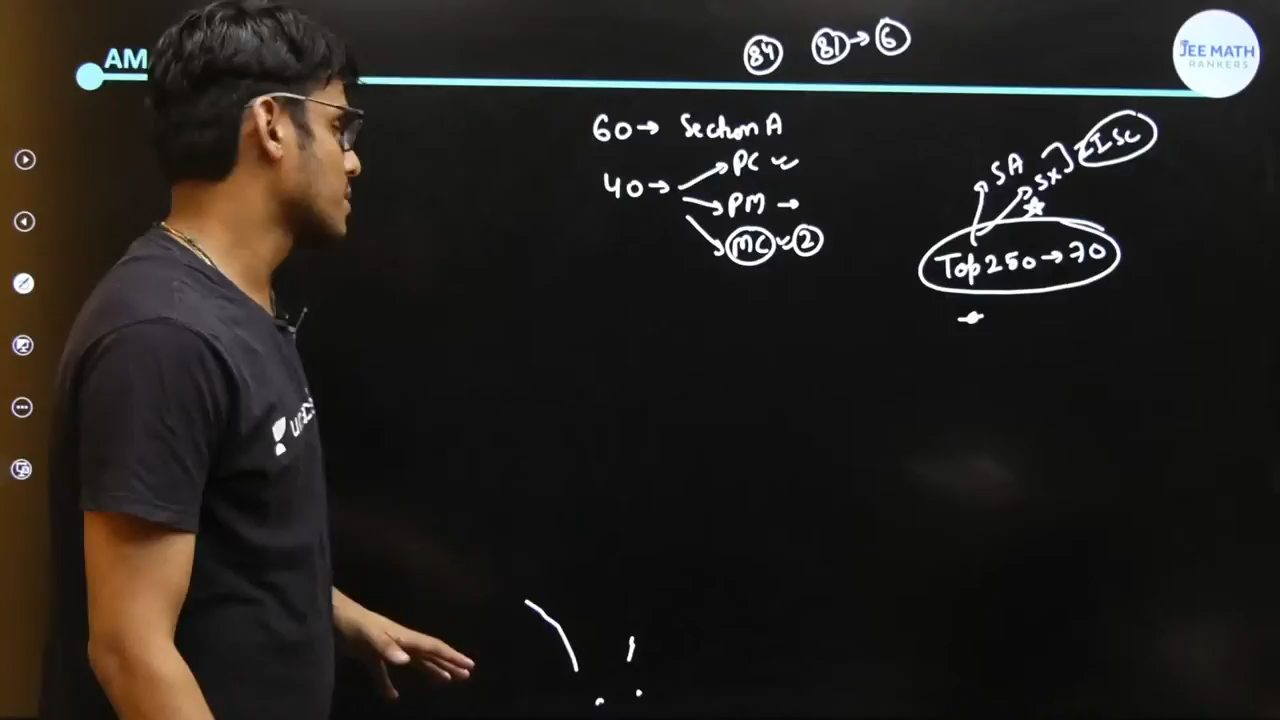 AM
84 81→6
JEE MATH
RANKERS
60→ Section A
40→ PC
PM →
MC 2
SA
SX IISC
Top 250→70